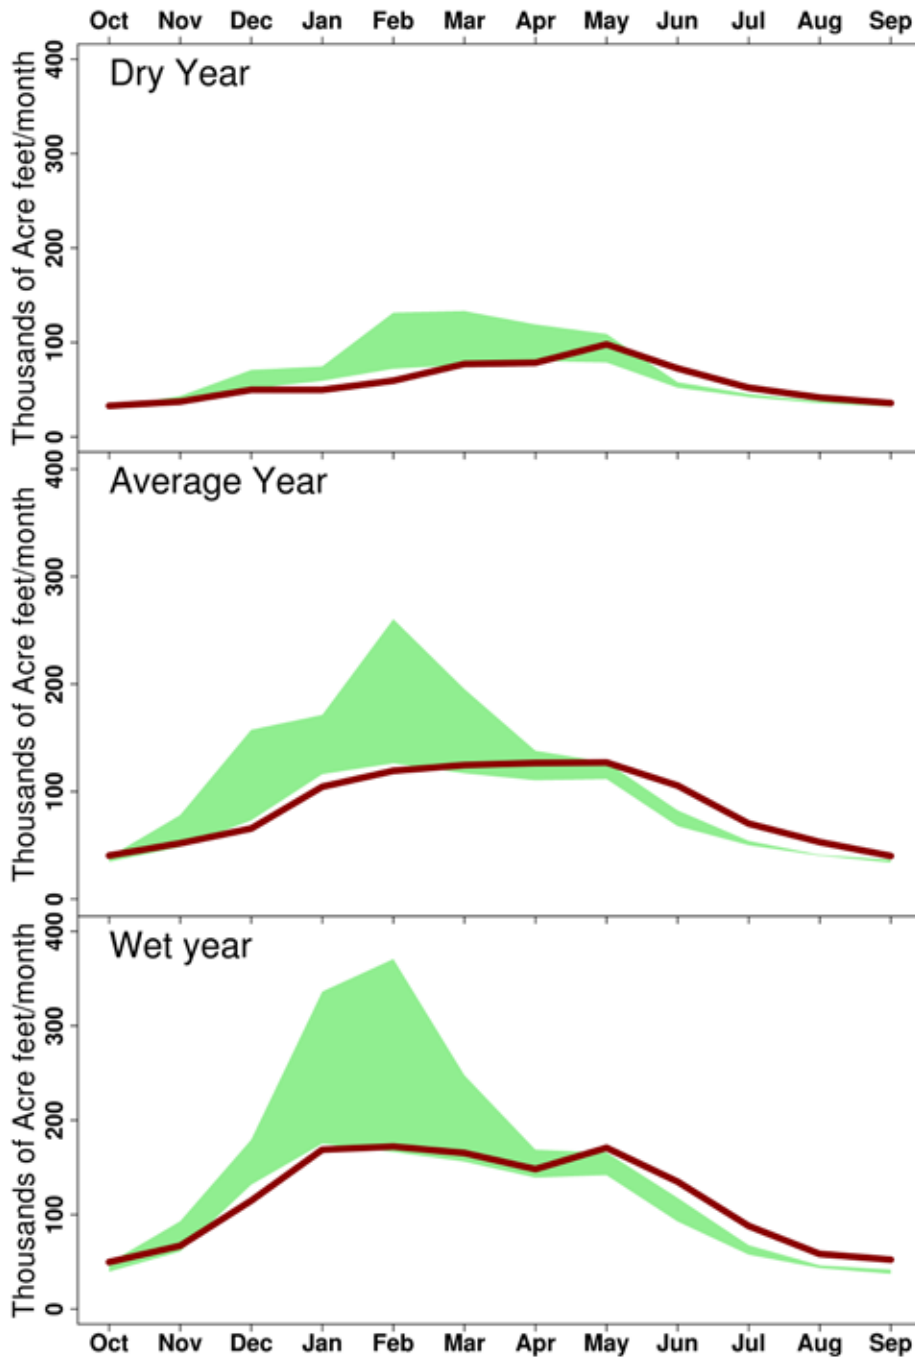 Oct Nov Dec Jan Feb Mar Apr May Jun Jul Aug Sep
Dry Year
Thousands of Acre feet/month
400
300
200
100
0
Average Year
Thousands of Acre feet/month
400
300
200
100
0
Wet year
Thousands of Acre feet/month
400
300
200
100
0
Oct Nov Dec Jan Feb Mar Apr May Jun Jul Aug Sep